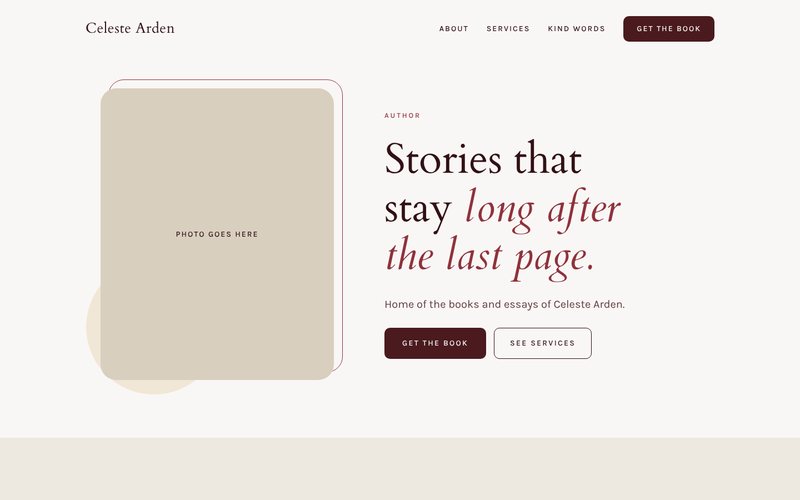 Celeste Arden
ABOUT
SERVICES
KIND WORDS
GET THE BOOK
PHOTO GOES HERE
AUTHOR
Stories that
stay long after
the last page.
Home of the books and essays of Celeste Arden.
GET THE BOOK
SEE SERVICES